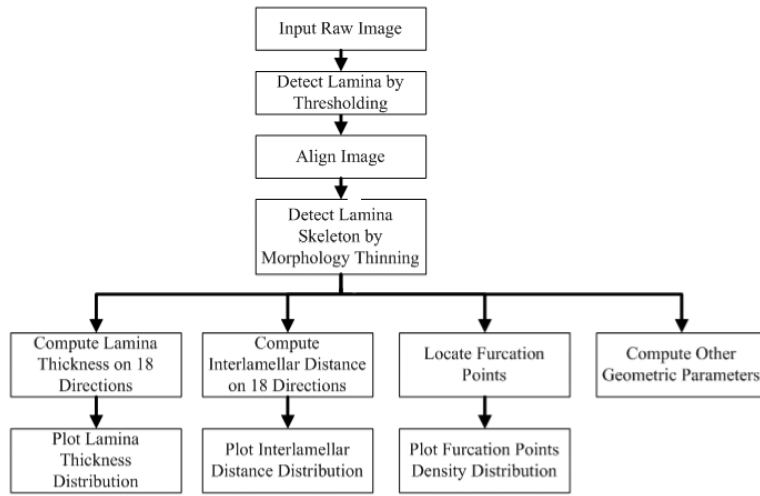 Input Raw Image
Detect Lamina by
Thresholding
Align Image
Detect Lamina
Skeleton by
Morphology Thinning
Compute Lamina
Thickness on 18
Directions
Compute
Interlamellar Distance
on 18 Directions
Locate Furcation
Points
Compute Other
Geometric Parameters
Plot Lamina
Thickness
Distribution
Plot Interlamellar
Distance Distribution
Plot Furcation Points
Density Distribution